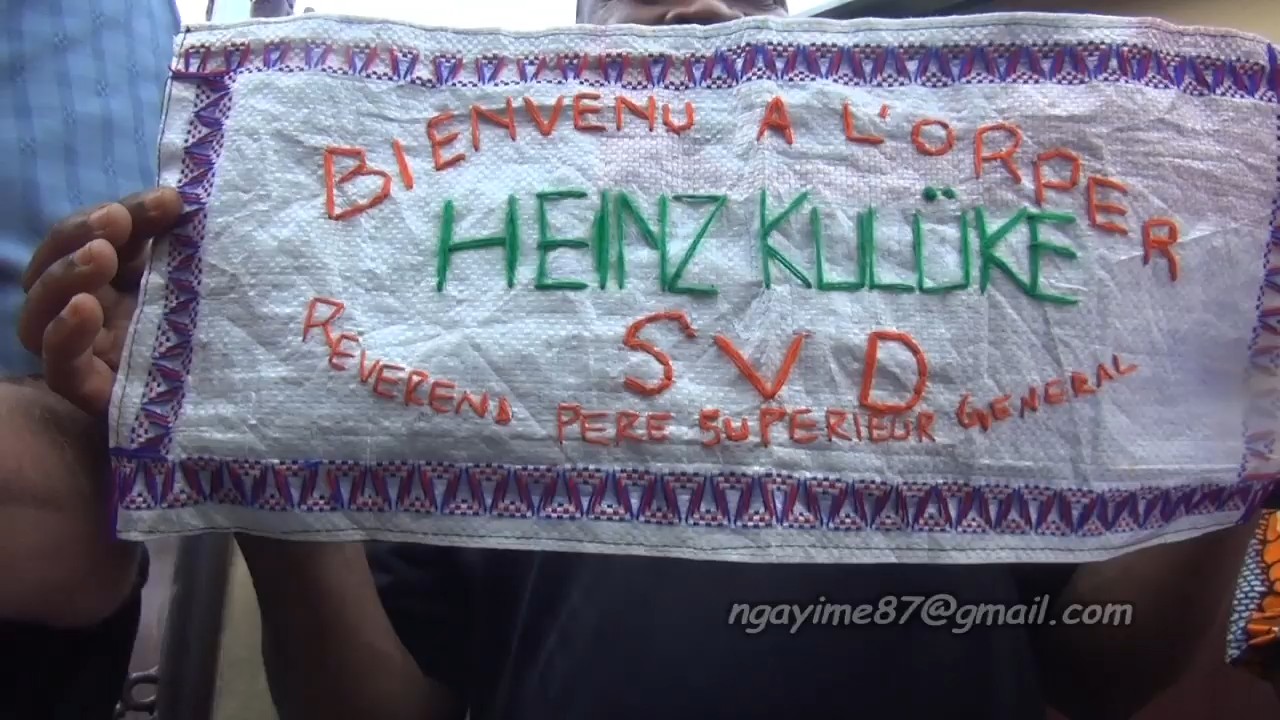 BIENVENU A L'ORPER
HEINZ KULÜKE
SVD
REVEREND PERE SUPERIEUR GENERAL
ngayime87@gmail.com